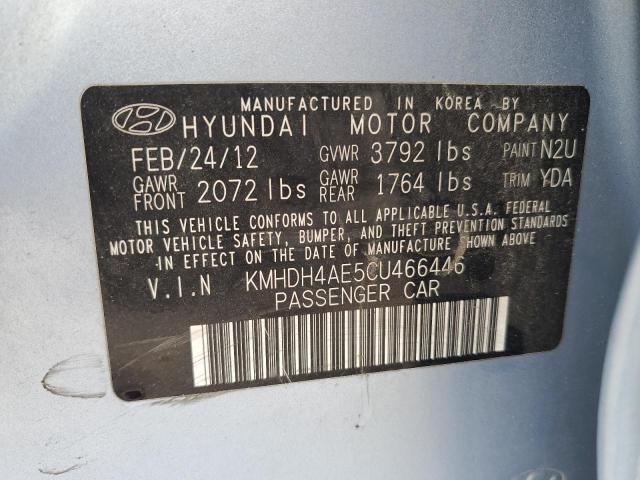 MANUFACTURED IN KOREA BY
HYUNDAI MOTOR COMPANY
FEB/24/12 GVWR 3792 lbs PAINT N2U
GAWR FRONT 2072 lbs GAWR REAR 1764 lbs TRIM YDA
THIS VEHICLE CONFORMS TO ALL APPLICABLE U.S.A. FEDERAL
MOTOR VEHICLE SAFETY, BUMPER, AND THEFT PREVENTION STANDARDS
IN EFFECT ON THE DATE OF MANUFACTURE SHOWN ABOVE.
V.I.N KMHDH4AE5CU466446
PASSENGER CAR